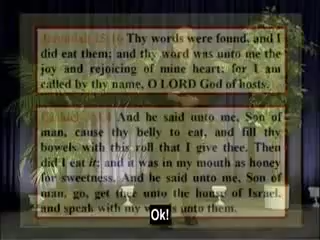 Jeremiah 15:16 Thy words were found, and I
did eat them; and thy word was unto me the
joy and rejoicing of mine heart: for I am
called by thy name, O LORD God of hosts.
And he said unto me, Son of
man, cause thy belly to eat, and fill thy
bowels with this roll that I give thee. Then
did I eat it; and it was in my mouth as honey
for sweetness. And he said unto me, Son of
man, go, get thee unto the house of Israel,
and speak with my words unto them.
Ok!